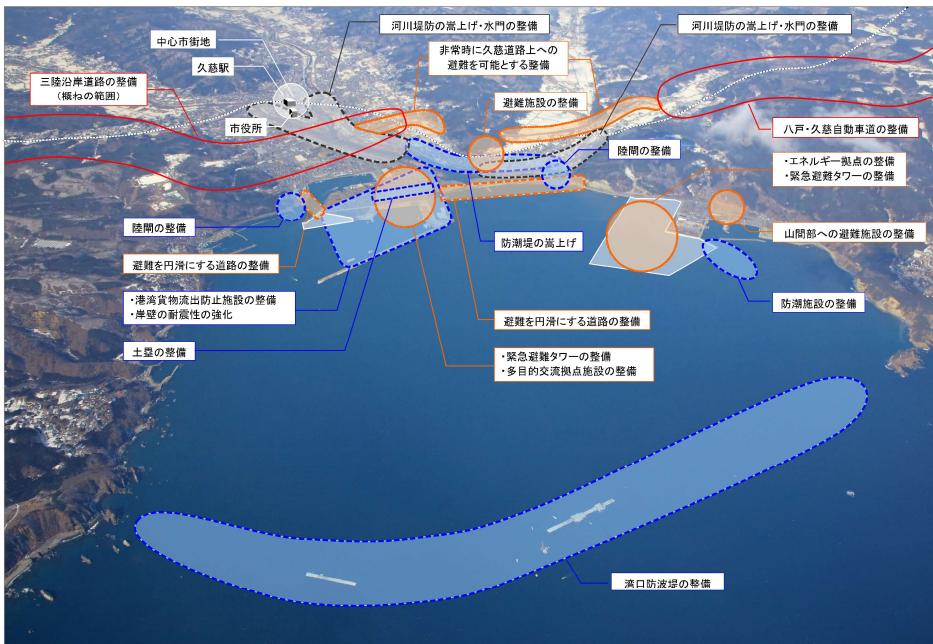 河川堤防の嵩上げ・水門の整備
河川堤防の嵩上げ・水門の整備
中心市街地
非常時に久慈道路上への
避難を可能とする整備
久慈駅
三陸沿岸道路の整備
(概ねの範囲)
避難施設の整備
市役所
八戸・久慈自動車道の整備
陸閘の整備
・エネルギー拠点の整備
・緊急避難タワーの整備
陸閘の整備
山間部への避難施設の整備
防潮堤の嵩上げ
避難を円滑にする道路の整備
・港湾貨物流出防止施設の整備
・岸壁の耐震性の強化
防潮施設の整備
避難を円滑にする道路の整備
土塁の整備
・緊急避難タワーの整備
・多目的交流拠点施設の整備
湾口防波堤の整備